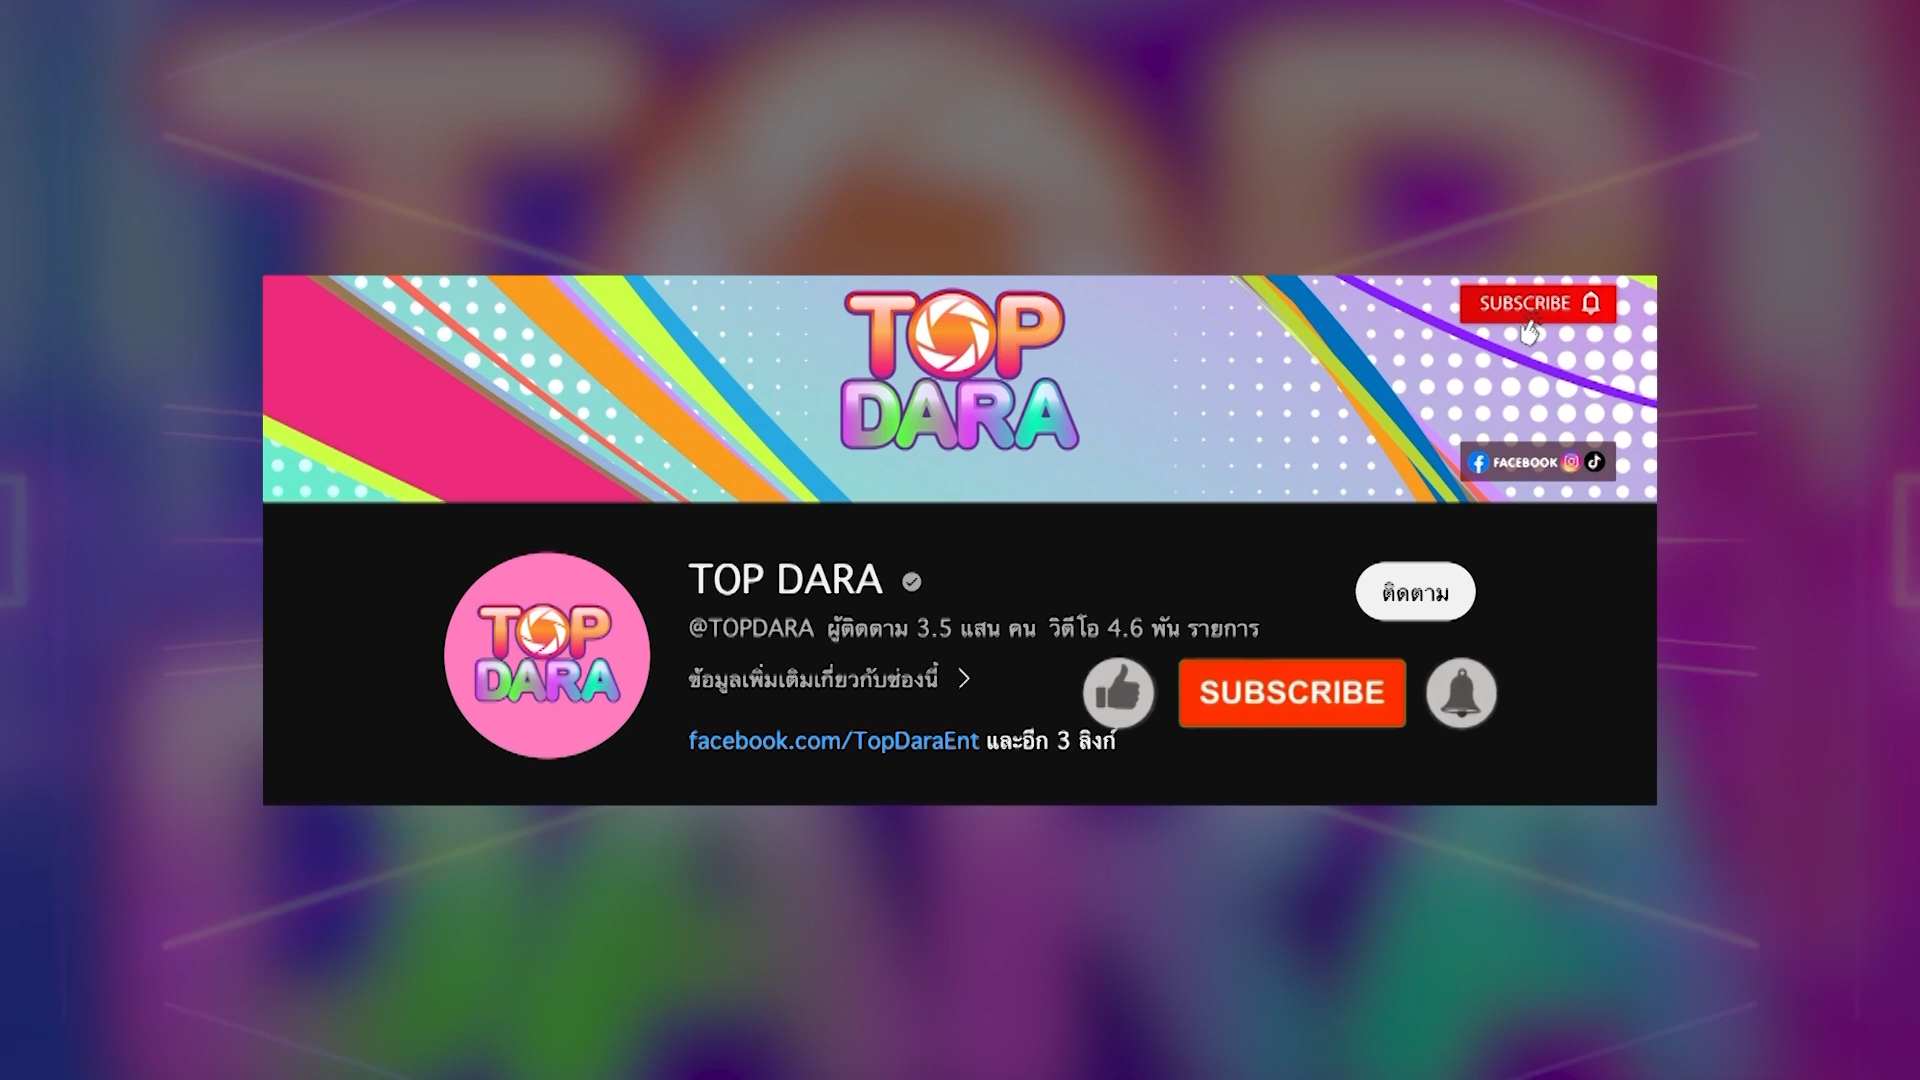 TOP
DARA
SUBSCRIBE
FACEBOOK
TOP DARA
TOP
DARA
@TOPDARA ผู้ติดตาม 3.5 แสน คน วิดีโอ 4.6 พัน รายการ
ติดตาม
ข้อมูลเพิ่มเติมเกี่ยวกับช่องนี้
SUBSCRIBE
facebook.com/TopDaraEnt และอีก 3 ลิงก์